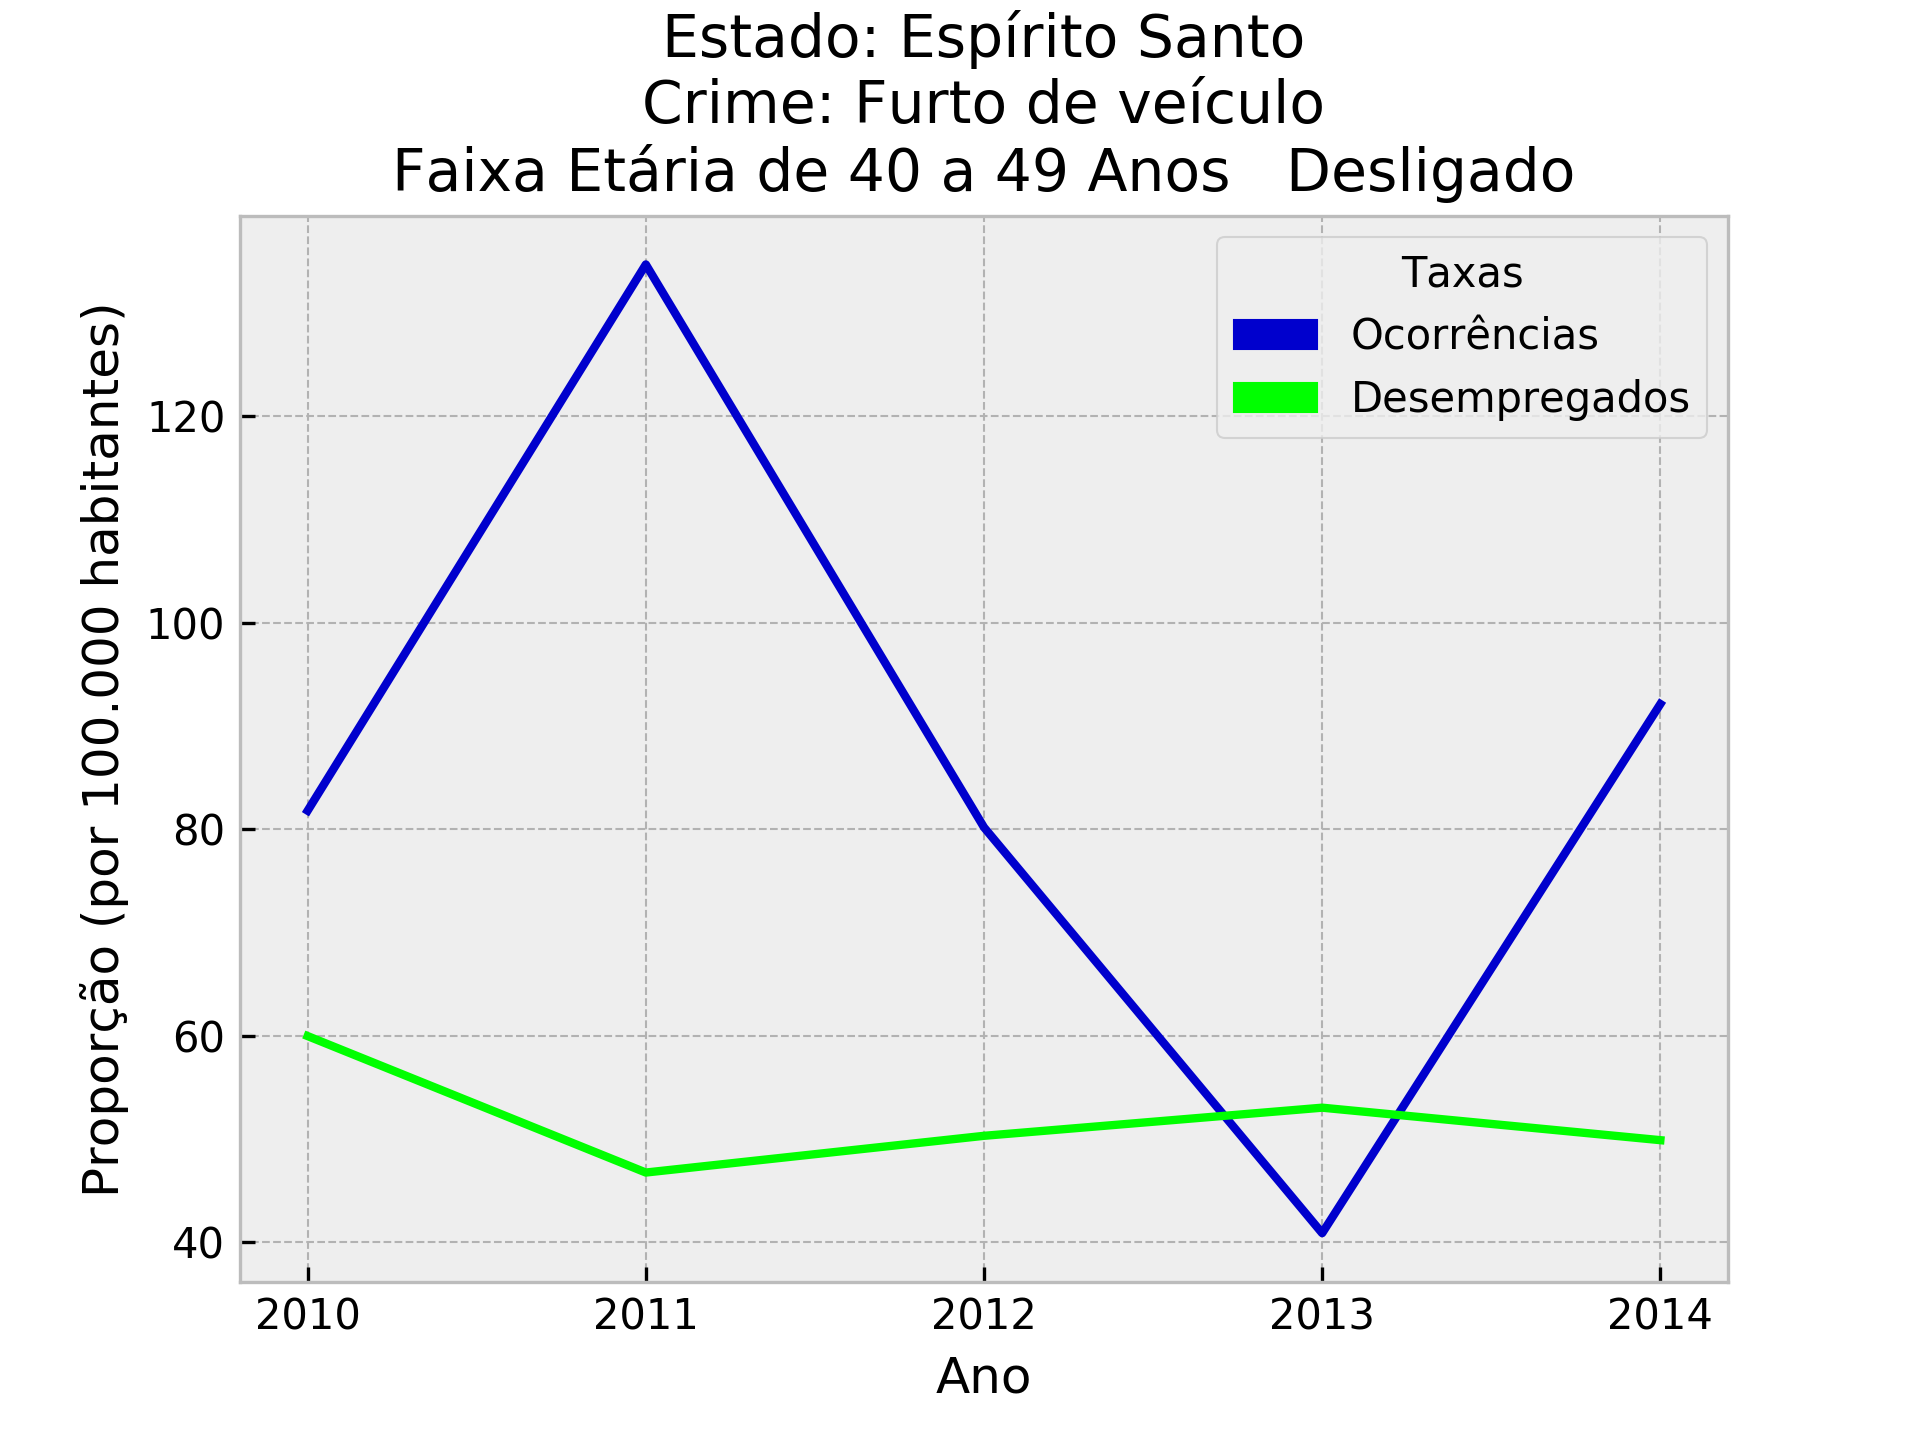 Estado: Espírito Santo
Crime: Furto de veículo
Faixa Etária de 40 a 49 Anos   Desligado
Taxas
Ocorrências
Desempregados
Proporção (por 100.000 habitantes)
120
100
80
60
40
2010
2011
2012
2013
2014
Ano